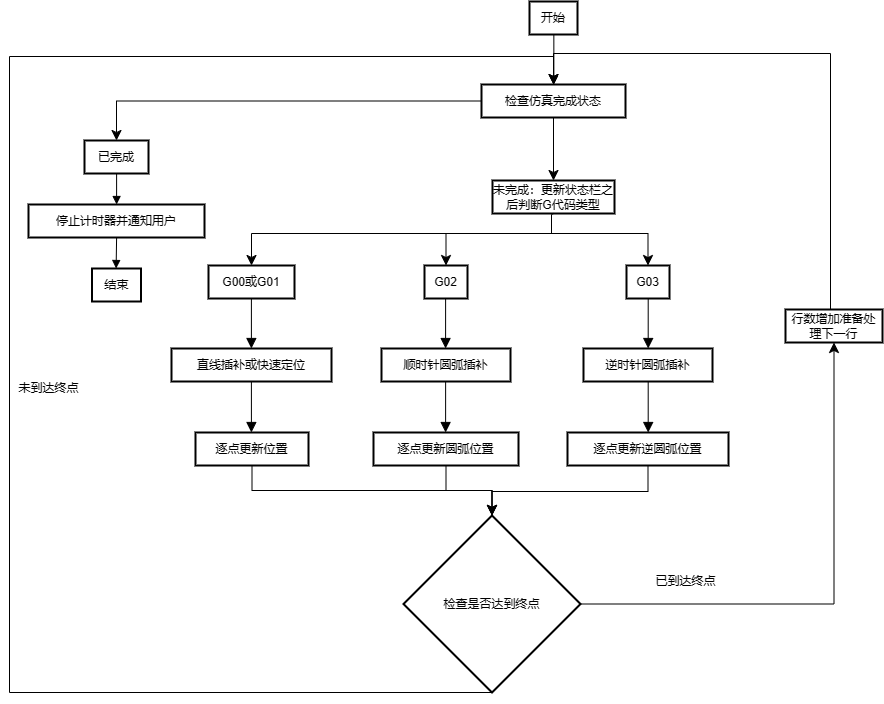 开始
检查仿真完成状态
已完成
未完成：更新状态栏之
后判断G代码类型
停止计时器并通知用户
结束
G00或G01
G02
G03
行数增加准备处
理下一行
直线插补或快速定位
顺时针圆弧插补
逆时针圆弧插补
未到达终点
逐点更新位置
逐点更新圆弧位置
逐点更新逆圆弧位置
已到达终点
检查是否达到终点